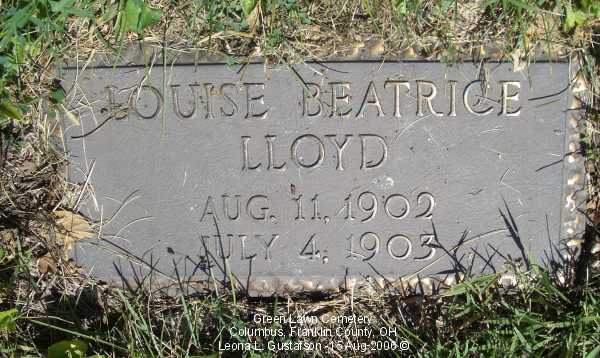 LOUISE BEATRICE
LLOYD
AUG. 11, 1902
JULY 4, 1903
Green Lawn Cemetery
Columbus, Franklin County, OH
Leona L. Gustafson -15 Aug 2006 ©